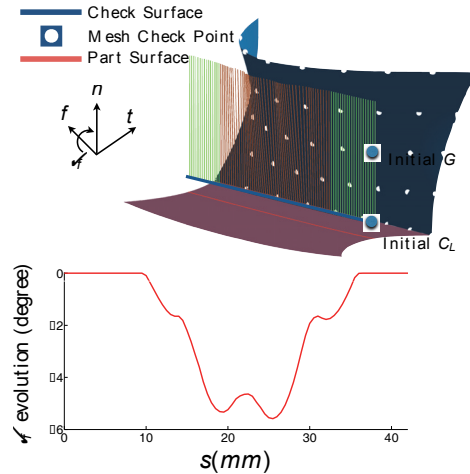 Check Surface
Mesh Check Point
Part Surface
n
f
t
Initial G
Initial C_L
evolution (degree)
0
2
4
6
0
10
20
30
40
s(mm)